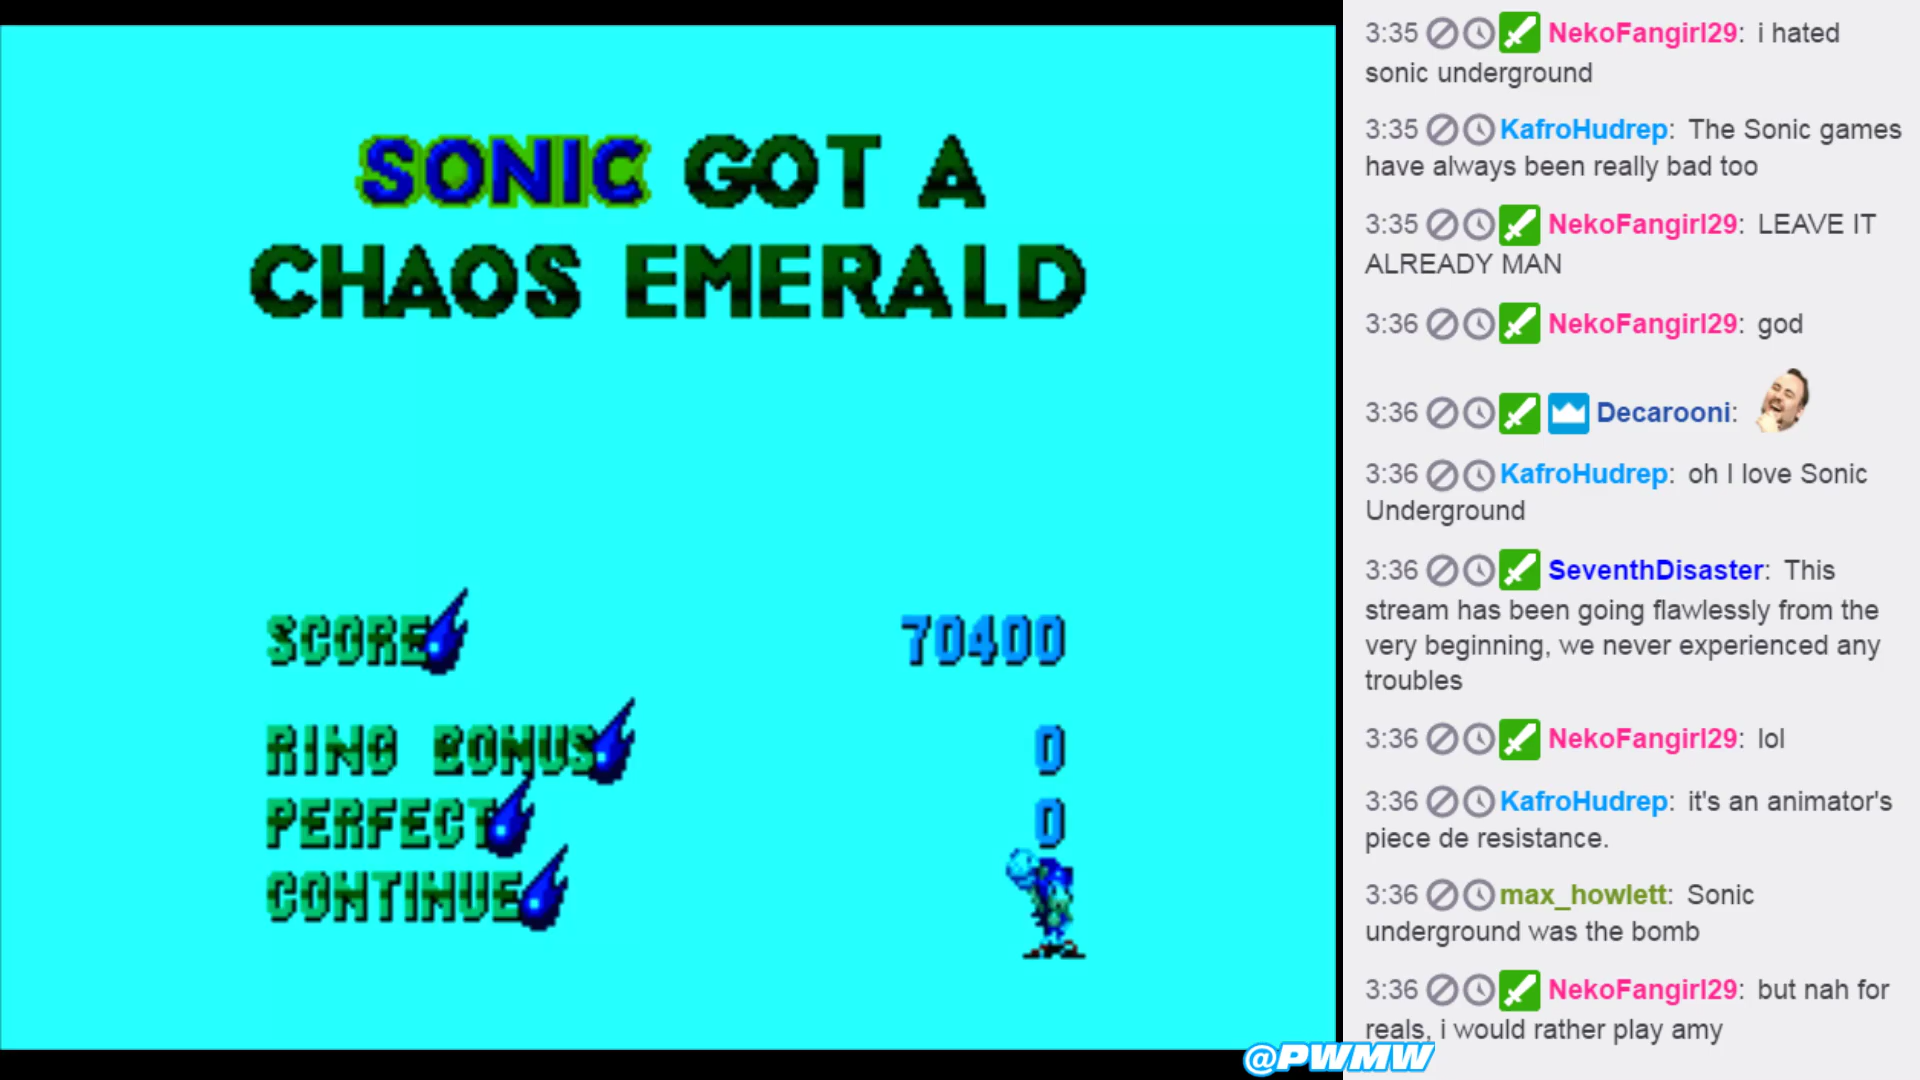 SONIC GOT A
CHAOS EMERALD
SCORE 70400
RING BONUS 0
PERFECT 0
CONTINUE
3:35 NekoFangirl29: i hated
sonic underground
3:35 KafroHudrep: The Sonic games
have always been really bad too
3:35 NekoFangirl29: LEAVE IT
ALREADY MAN
3:36 NekoFangirl29: god
3:36 Decarooni:
3:36 KafroHudrep: oh I love Sonic
Underground
3:36 SeventhDisaster: This
stream has been going flawlessly from the
very beginning, we never experienced any
troubles
3:36 NekoFangirl29: lol
3:36 KafroHudrep: it's an animator's
piece de resistance.
3:36 max_howlett: Sonic
underground was the bomb
3:36 NekoFangirl29: but nah for
reals, i would rather play amy
@PWMW